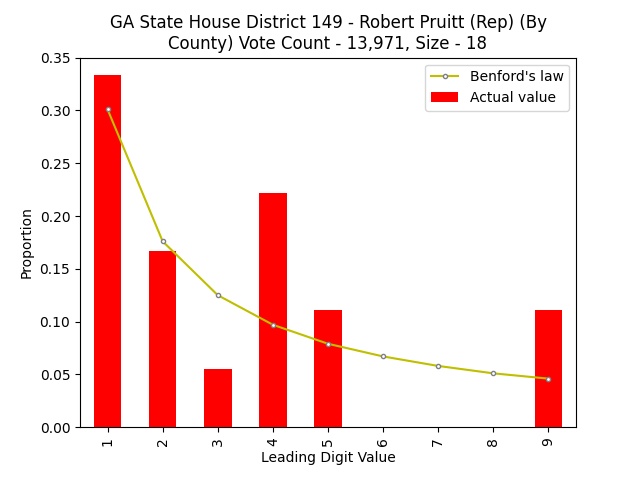 GA State House District 149 - Robert Pruitt (Rep) (By
County) Vote Count - 13,971, Size - 18
Benford's law
Actual value
Proportion
0.35
0.30
0.25
0.20
0.15
0.10
0.05
0.00
1
2
3
4
5
6
7
8
9
Leading Digit Value